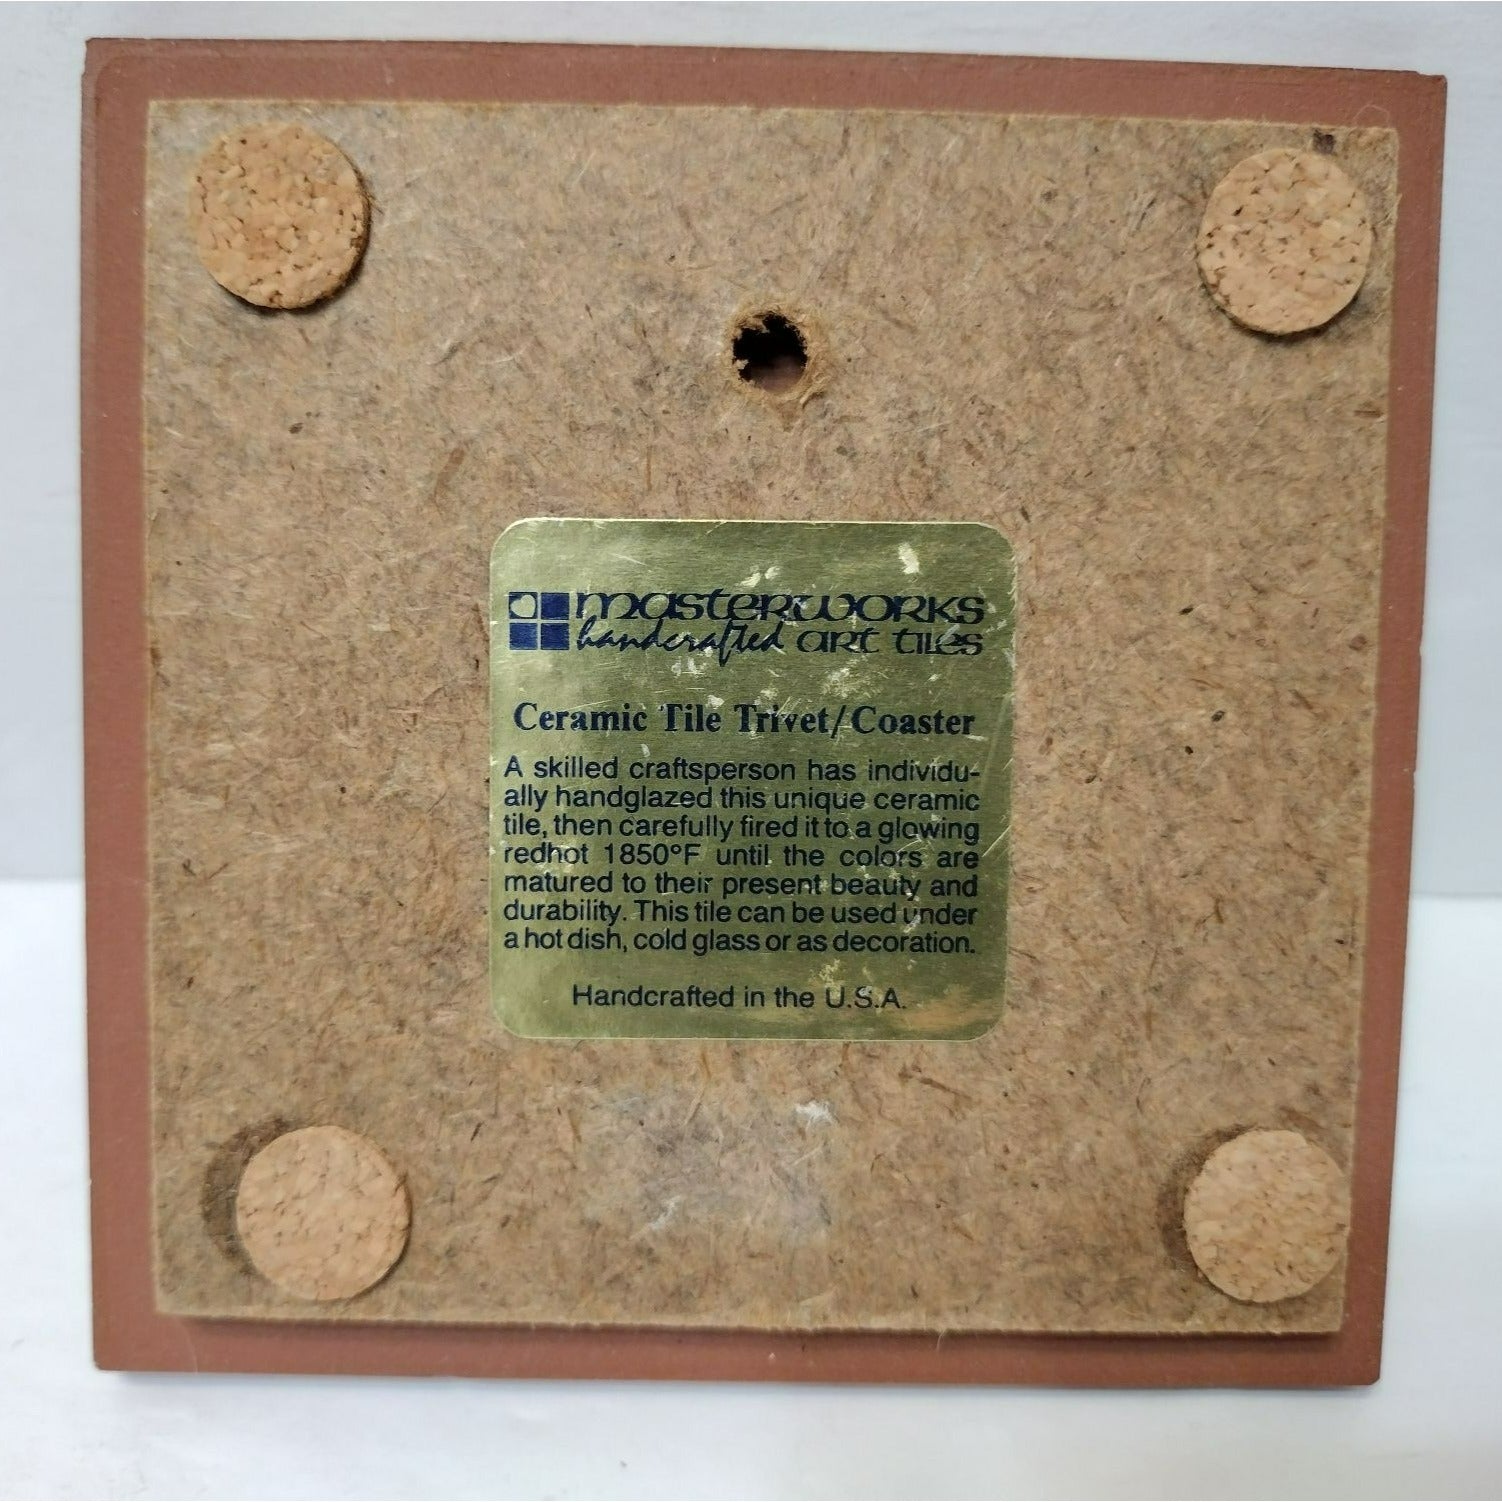 masterworks
handcrafted art tiles
Ceramic Tile Trivet/Coaster
A skilled craftsperson has individu-
ally handglazed this unique ceramic
tile, then carefully fired it to a glowing
redhot 1850°F until the colors are
matured to their present beauty and
durability. This tile can be used under
a hot dish, cold glass or as decoration.
Handcrafted in the U.S.A.